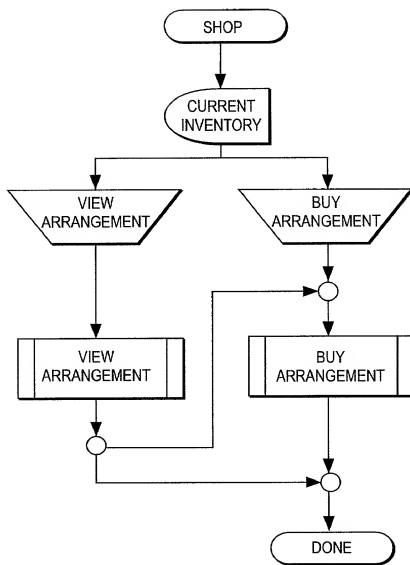 SHOP
CURRENT
INVENTORY
VIEW
ARRANGEMENT
BUY
ARRANGEMENT
VIEW
ARRANGEMENT
BUY
ARRANGEMENT
DONE